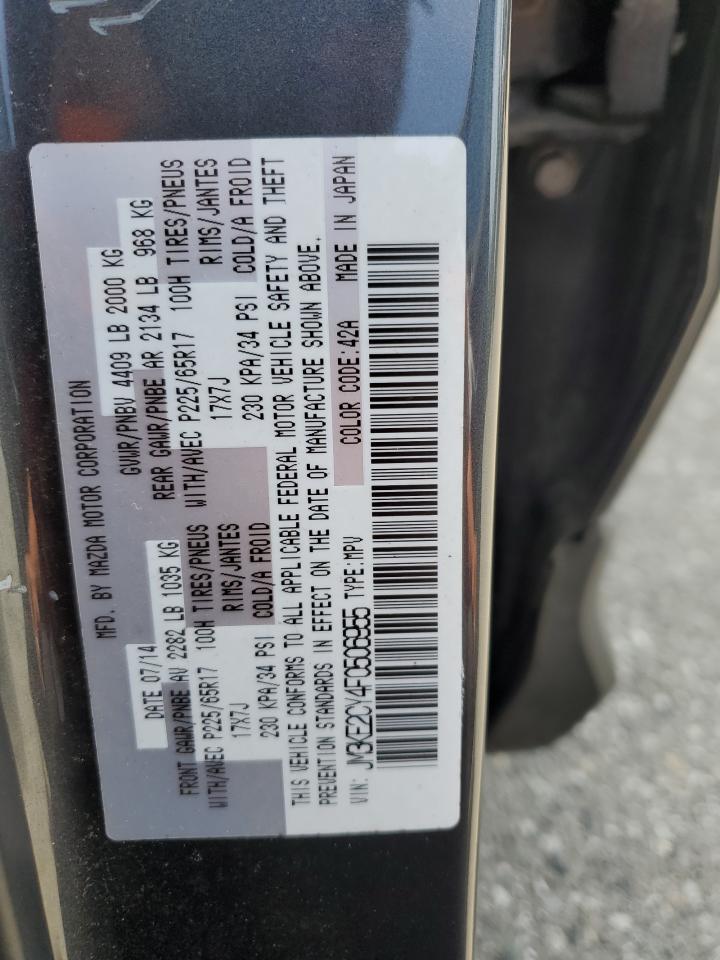 MFD. BY MAZDA MOTOR CORPORATION
DATE 07/14 GVWR/PNBV 4409 LB 2000 KG
FRONT GAWR/PNBE AV 2282 LB 1035 KG REAR GAWR/PNBE AR 2134 LB 968 KG
WITH/AVEC P225/65R17 100H TIRES/PNEUS WITH/AVEC P225/65R17 100H TIRES/PNEUS
17X7J RIMS/JANTES 17X7J RIMS/JANTES
230 KPA/34 PSI COLD/A FROID 230 KPA/34 PSI COLD/A FROID
THIS VEHICLE CONFORMS TO ALL APPLICABLE FEDERAL MOTOR VEHICLE SAFETY AND THEFT
PREVENTION STANDARDS IN EFFECT ON THE DATE OF MANUFACTURE SHOWN ABOVE.
VIN: JM3KE2CY4F0506955 TYPE:MPV COLOR CODE:42A MADE IN JAPAN